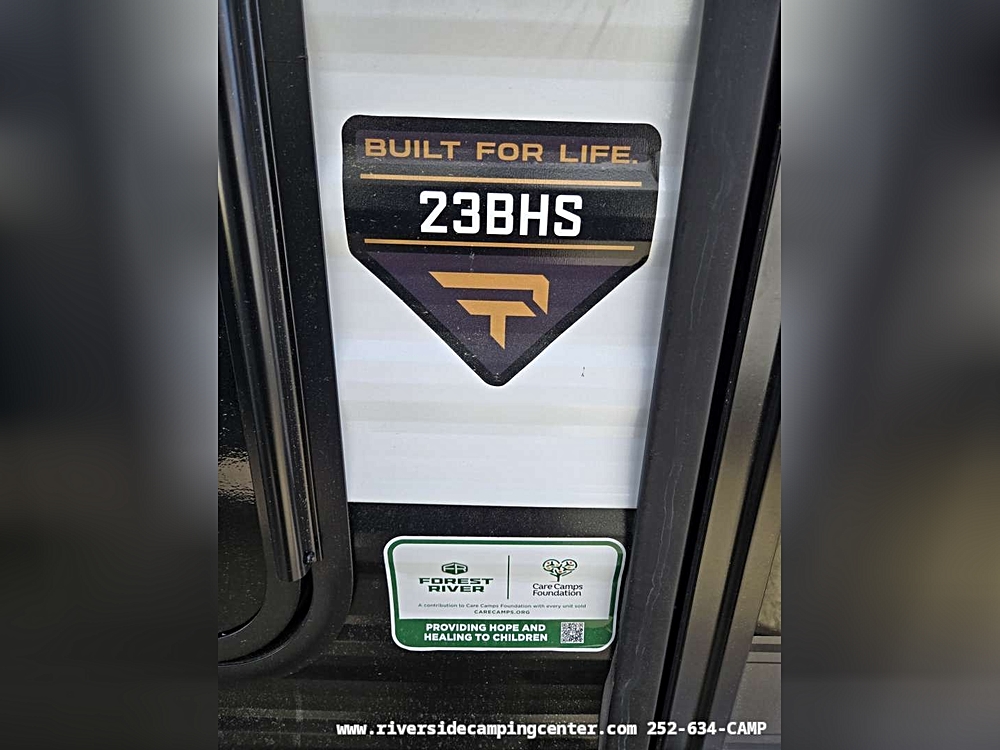 BUILT FOR LIFE.
23BHS
FR
FOREST
RIVER
Care Camps
Foundation
A contribution to Care Camps Foundation with every unit sold
CARECAMPS.ORG
PROVIDING HOPE AND
HEALING TO CHILDREN
www.riversidecampingcenter.com 252-634-CAMP